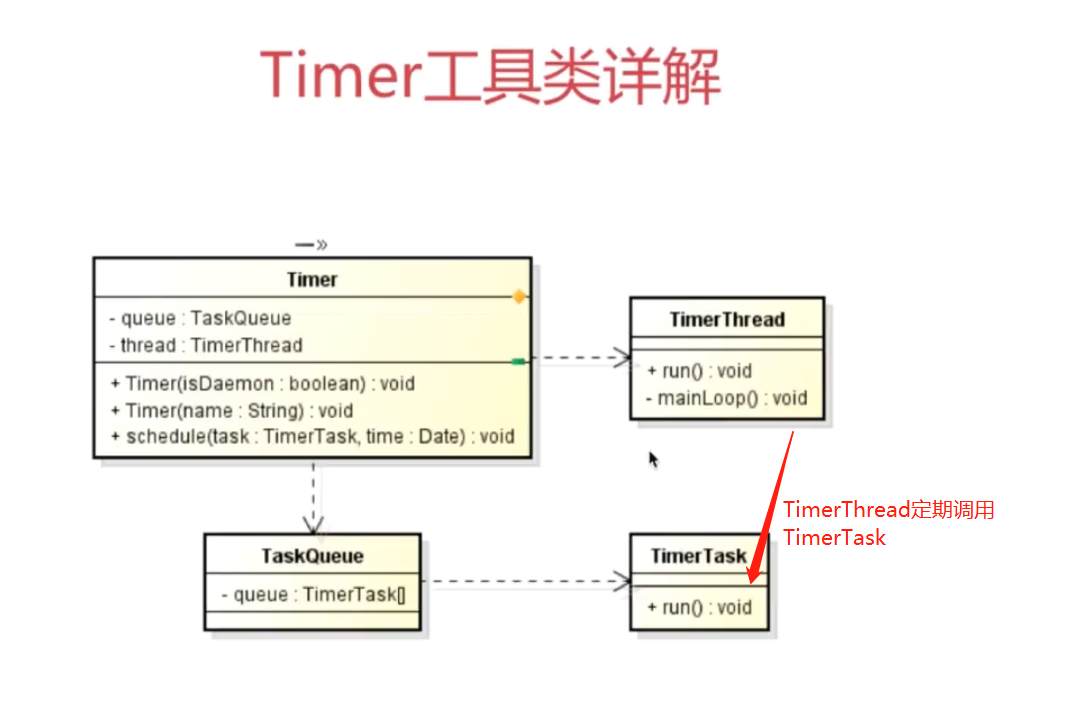 Timer工具类详解
Timer
- queue : TaskQueue
- thread : TimerThread
+ Timer(isDaemon : boolean) : void
+ Timer(name : String) : void
+ schedule(task : TimerTask, time : Date) : void
TimerThread
+ run() : void
- mainLoop() : void
TimerThread定期调用
TimerTask
TaskQueue
- queue : TimerTask[]
TimerTask
+ run() : void